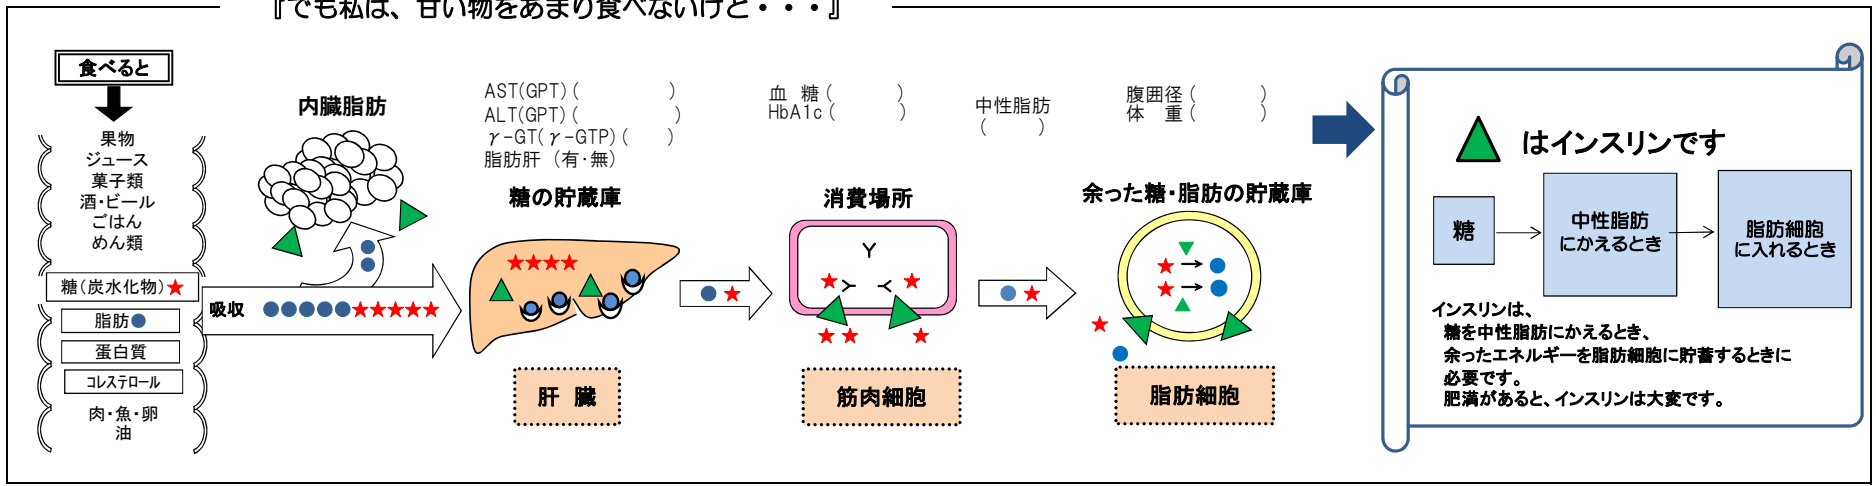 『でも私は、甘い物をあまり食べないけど・・・』
食べると
果物
ジュース
菓子類
酒・ビール
ごはん
めん類
糖(炭水化物)★
脂肪●
蛋白質
コレステロール
肉・魚・卵
油
内臓脂肪
吸収
AST(GPT)(　　　)
ALT(GPT)(　　　)
γ-GT(γ-GTP)(　　)
脂肪肝 (有・無)
糖の貯蔵庫
肝 臓
血 糖(　　　)
HbA1c(　　　)
消費場所
筋肉細胞
中性脂肪
(　　)
腹囲径(　　　)
体 重(　　　)
余った糖・脂肪の貯蔵庫
脂肪細胞
はインスリンです
糖
中性脂肪
にかえるとき
脂肪細胞
に入れるとき
インスリンは、
糖を中性脂肪にかえるとき、
余ったエネルギーを脂肪細胞に貯蓄するときに
必要です。
肥満があると、インスリンは大変です。